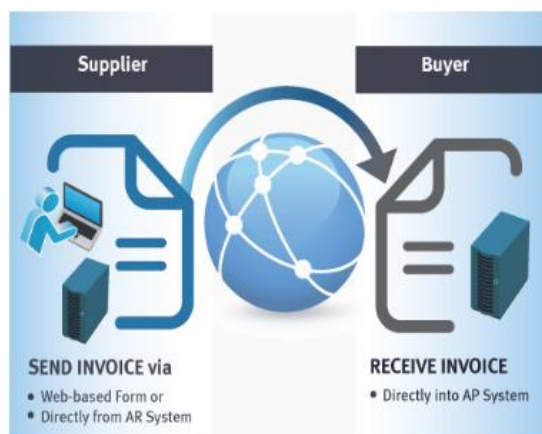 Supplier
Buyer
SEND INVOICE via
• Web-based Form or
• Directly from AR System
RECEIVE INVOICE
• Directly into AP System